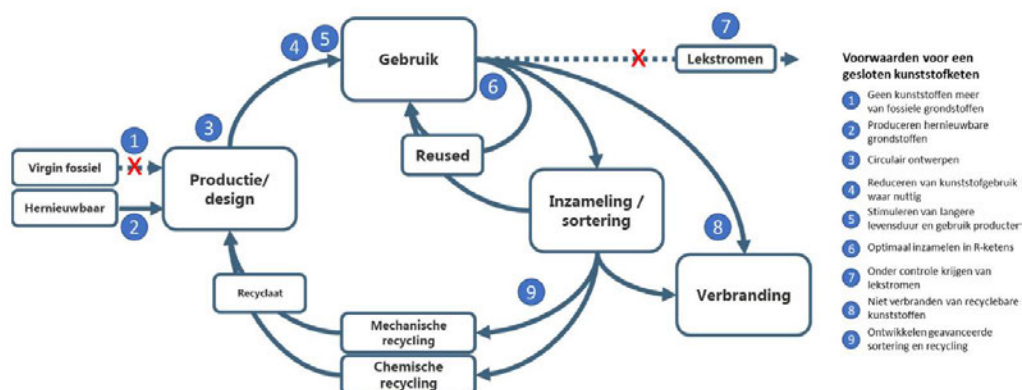 4
5
Gebruik
6
7
Lekstromen
3
1
Virgin fossiel
Hernieuwbaar
2
Productie/
design
Reused
Inzameling /
sortering
8
Verbranding
Recyclaat
9
Mechanische
recycling
Chemische
recycling
Voorwaarden voor een
gesloten kunststofketen
1 Geen kunststoffen meer
van fossiele grondstoffen
2 Produceren hernieuwbare
grondstoffen
3 Circulair ontwerpen
4 Reduceren van kunststofgebruik
waar nuttig
5 Stimuleren van langere
levensduur en gebruik producten
6 Optimaal inzamelen in R-ketens
7 Onder controle krijgen van
lekstromen
8 Niet verbranden van recyclebare
kunststoffen
9 Ontwikkelen geavanceerde
sortering en recycling